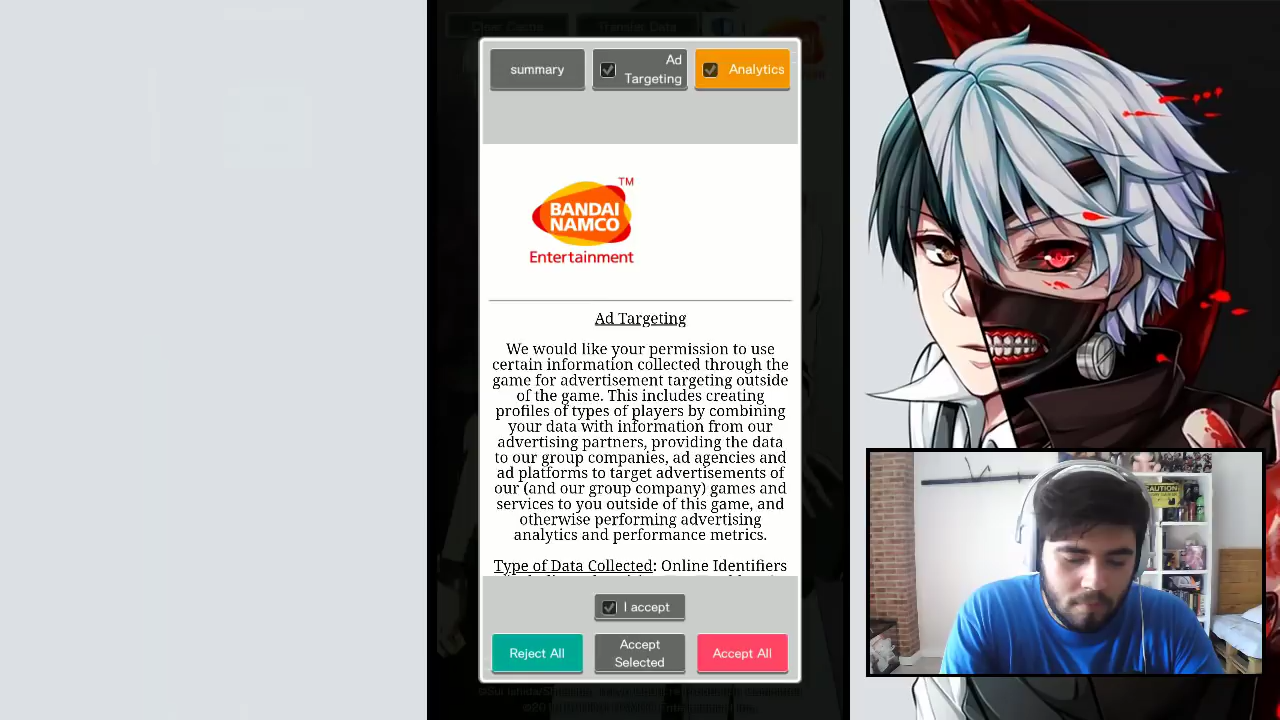 Clear Cache
Transfer Data
summary
Ad
Targeting
Analytics
TM
BANDAI
NAMCO
Entertainment
Ad Targeting
We would like your permission to use
certain information collected through the
game for advertisement targeting outside
of the game. This includes creating
profiles of types of players by combining
your data with information from our
advertising partners, providing the data
to our group companies, ad agencies and
ad platforms to target advertisements of
our (and our group company) games and
services to you outside of this game, and
otherwise performing advertising
analytics and performance metrics.
Type of Data Collected: Online Identifiers
I accept
Reject All
Accept
Selected
Accept All
CAUTION